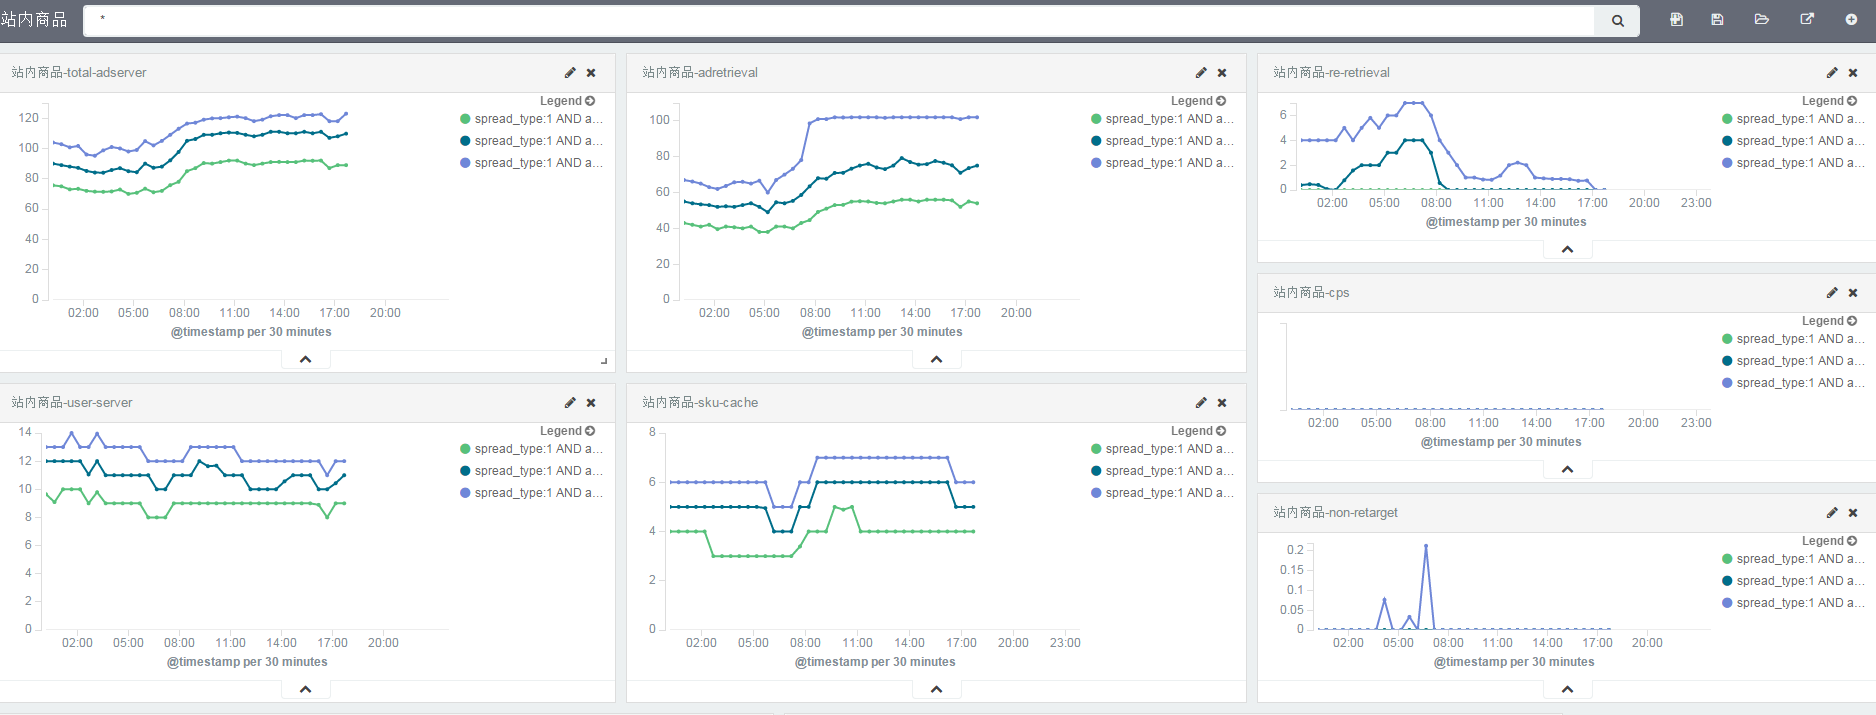 站内商品
*
站内商品-total-adserver
Legend
120
100
80
60
40
20
0
spread_type:1 AND a...
spread_type:1 AND a...
spread_type:1 AND a...
02:00 05:00 08:00 11:00 14:00 17:00 20:00
@timestamp per 30 minutes
站内商品-adretrieval
Legend
100
80
60
40
20
0
spread_type:1 AND a...
spread_type:1 AND a...
spread_type:1 AND a...
02:00 05:00 08:00 11:00 14:00 17:00 20:00
@timestamp per 30 minutes
站内商品-re-retrieval
Legend
6
4
2
0
spread_type:1 AND a...
spread_type:1 AND a...
spread_type:1 AND a...
02:00 05:00 08:00 11:00 14:00 17:00 20:00 23:00
@timestamp per 30 minutes
站内商品-cps
Legend
spread_type:1 AND a...
spread_type:1 AND a...
spread_type:1 AND a...
02:00 05:00 08:00 11:00 14:00 17:00 20:00 23:00
@timestamp per 30 minutes
站内商品-user-server
Legend
14
12
10
8
6
4
2
0
spread_type:1 AND a...
spread_type:1 AND a...
spread_type:1 AND a...
02:00 05:00 08:00 11:00 14:00 17:00 20:00
@timestamp per 30 minutes
站内商品-sku-cache
Legend
8
6
4
2
0
spread_type:1 AND a...
spread_type:1 AND a...
spread_type:1 AND a...
02:00 05:00 08:00 11:00 14:00 17:00 20:00 23:00
@timestamp per 30 minutes
站内商品-non-retarget
Legend
0.2
0.15
0.1
0.05
0
spread_type:1 AND a...
spread_type:1 AND a...
spread_type:1 AND a...
02:00 05:00 08:00 11:00 14:00 17:00 20:00
@timestamp per 30 minutes